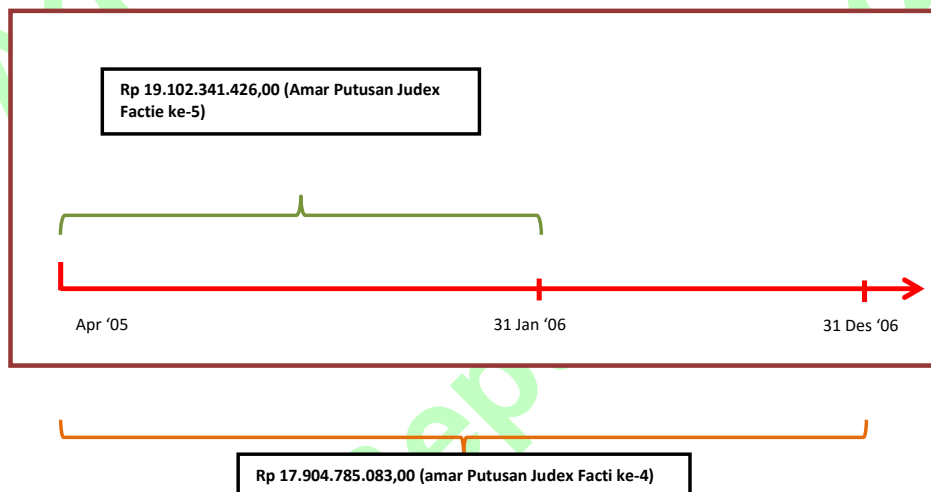 Rp 19.102.341.426,00 (Amar Putusan Judex
Factie ke-5)
Apr ‘05
31 Jan ‘06
31 Des ‘06
Rp 17.904.785.083,00 (amar Putusan Judex Facti ke-4)